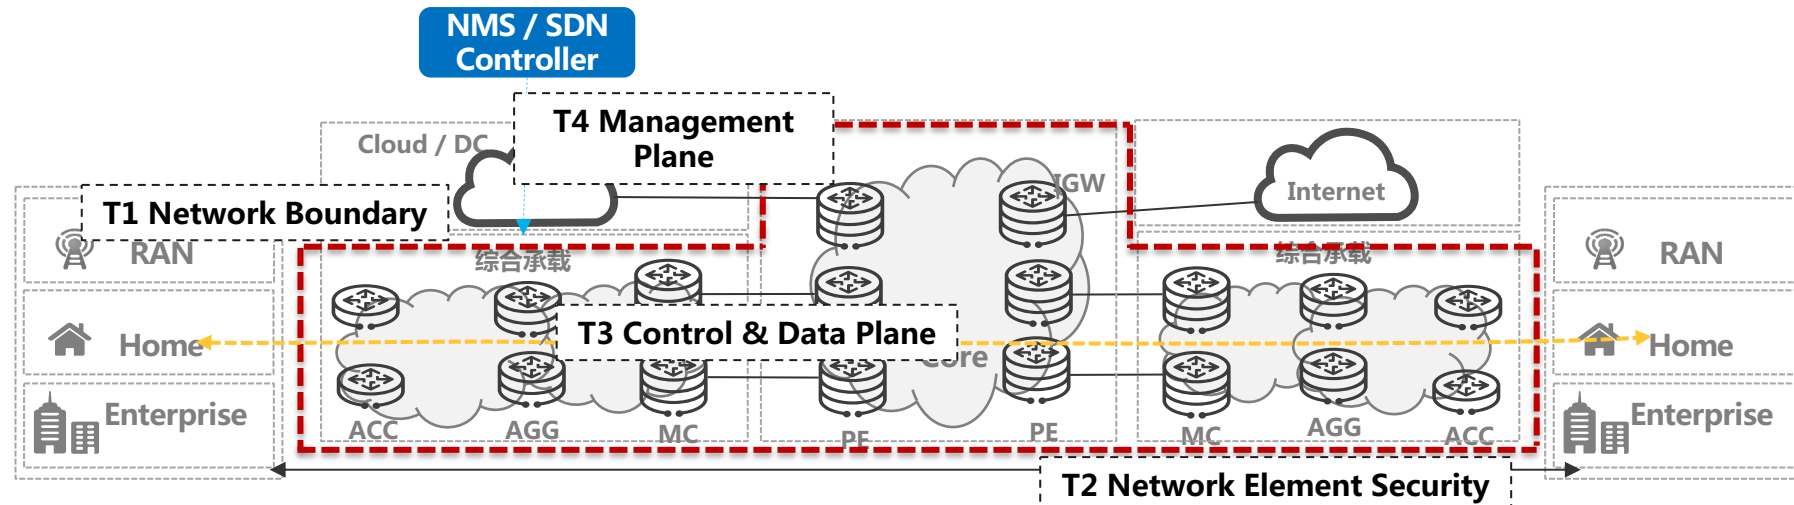 NMS / SDN
Controller
T4 Management
Plane
Cloud / DC
IGW
Internet
T1 Network Boundary
RAN
综合承载
综合承载
RAN
T3 Control & Data Plane
Home
Core
Home
Enterprise
Enterprise
ACC
AGG
MC
PE
PE
MC
AGG
ACC
T2 Network Element Security